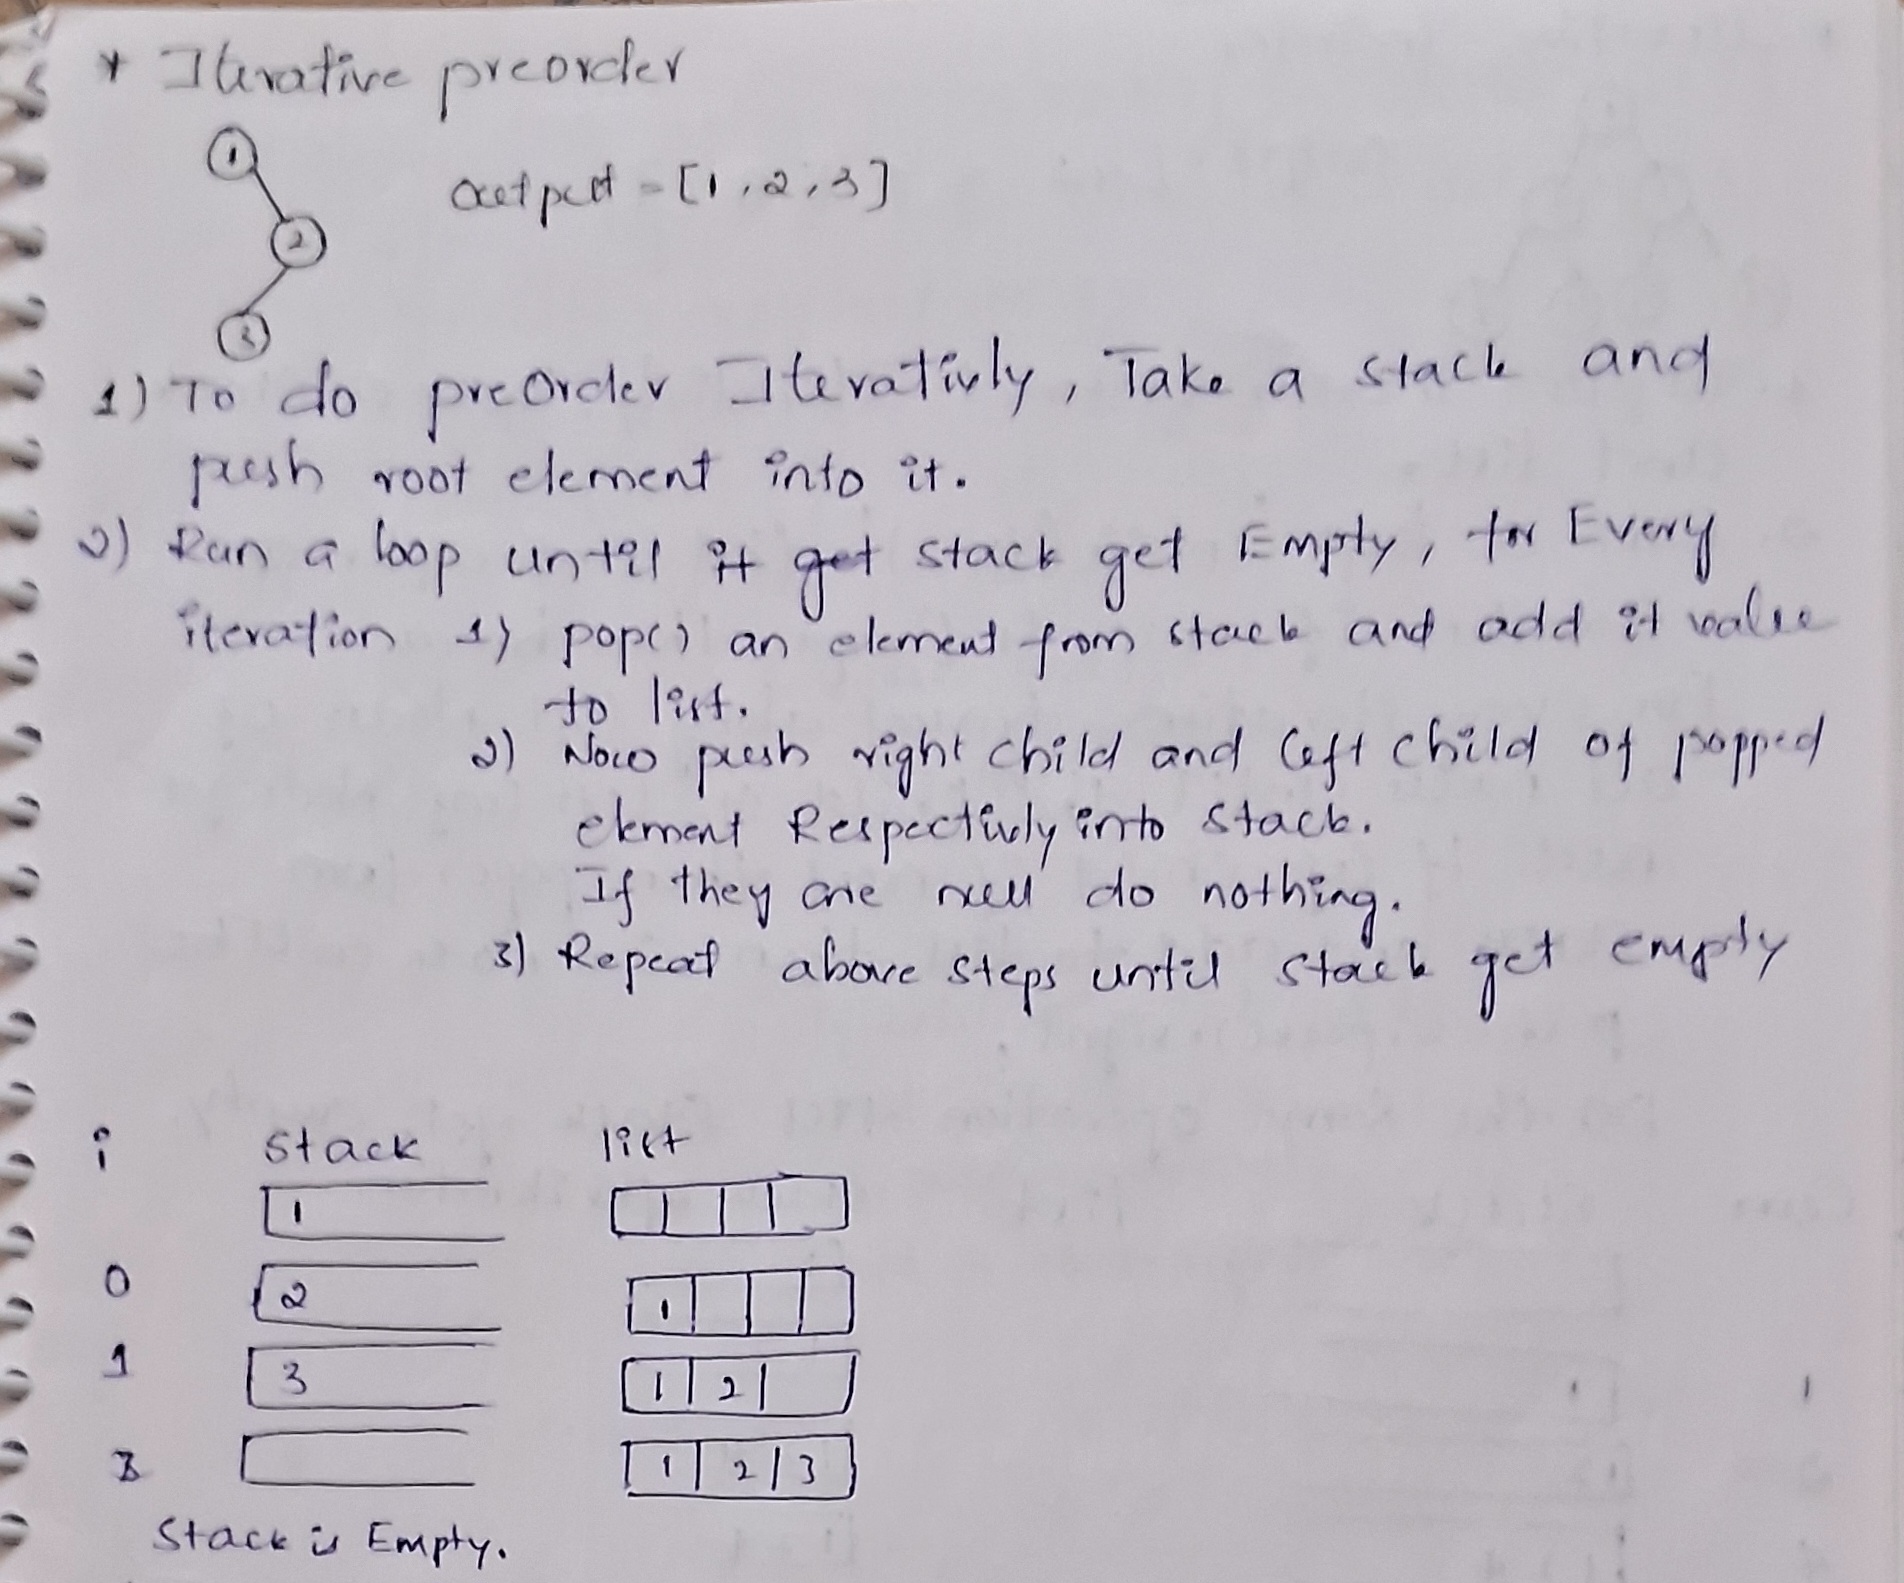 * Iterative preorder
1
output = [1,2,3]
2
3
1) To do preOrder Iterativly, Take a stack and
push root element into it.
2) Run a loop until it get stack get Empty, for Every
iteration 1) pop() an element from stack and add it value
to list.
2) Now push right child and left child of popped
element Respectivly into stack.
If they are null do nothing.
3) Repeat above steps until stack get empty
i stack list
1
0 2 1
1 3 1 2
3 1 2 3
Stack is Empty.